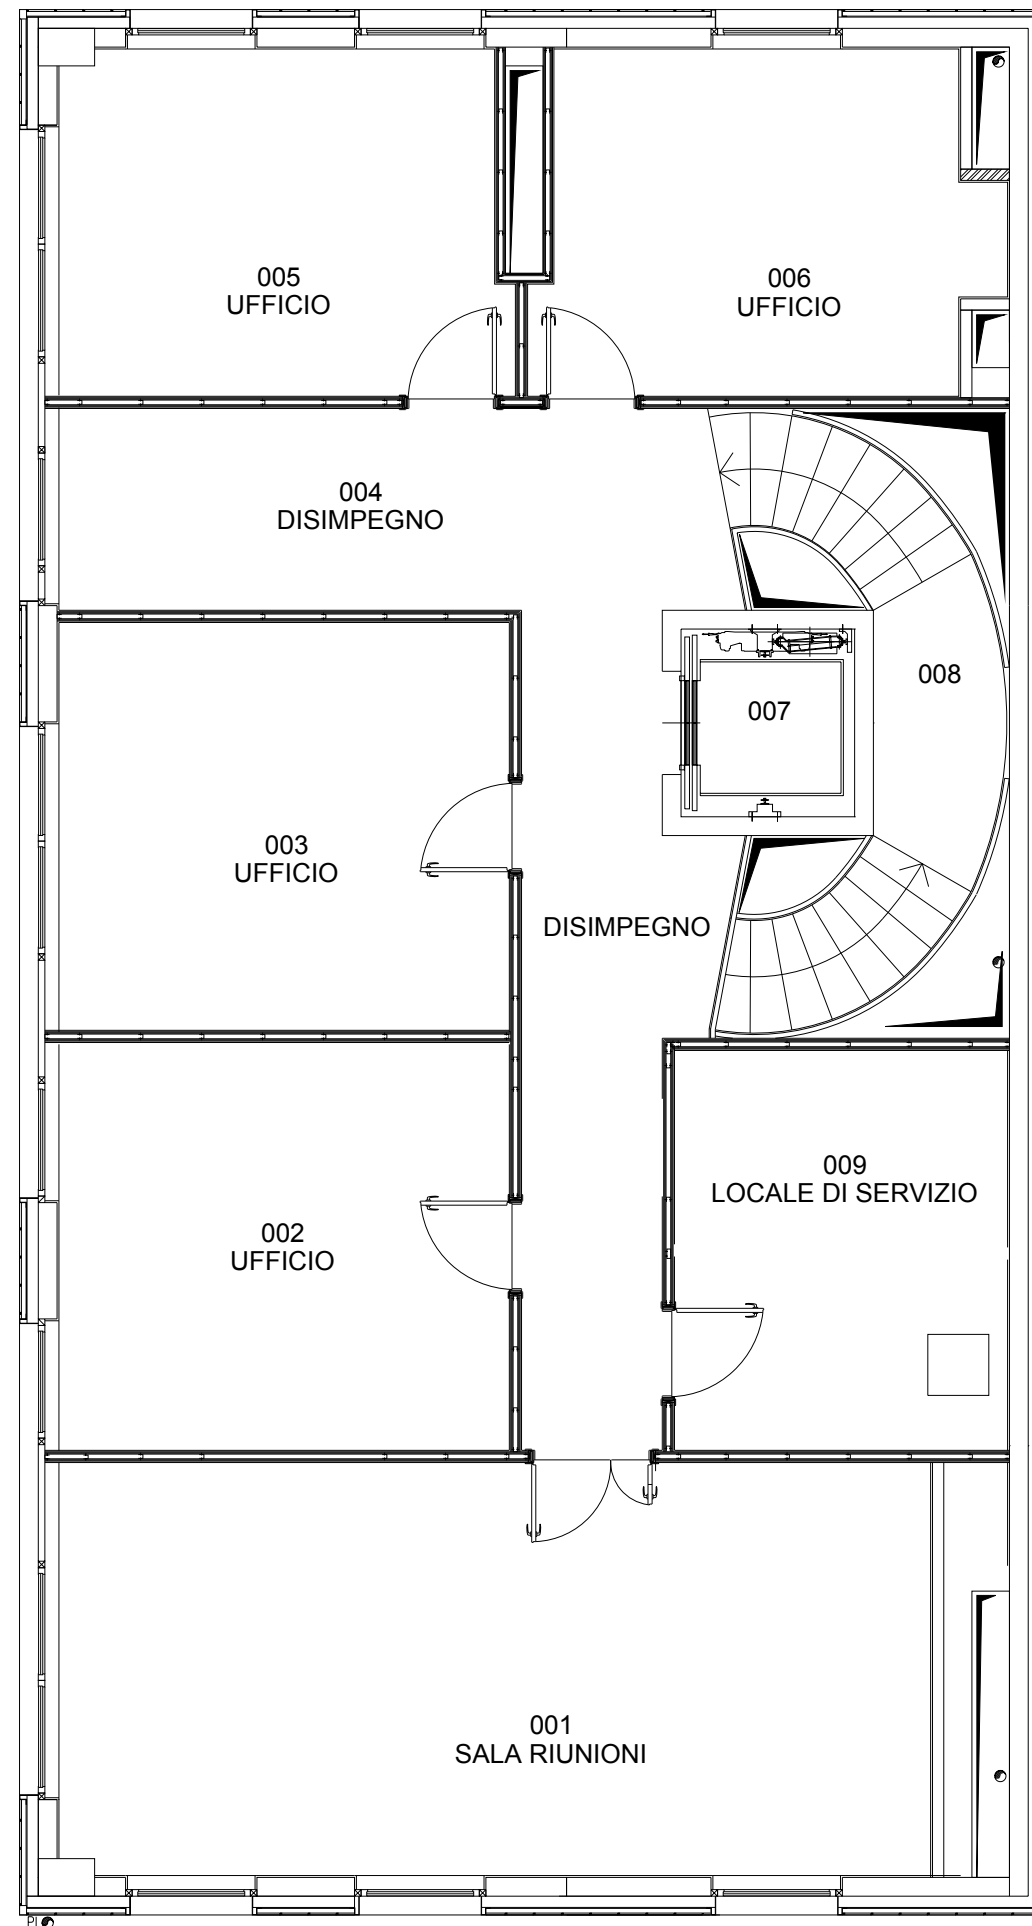 005
UFFICIO
006
UFFICIO
004
DISIMPEGNO
008
007
003
UFFICIO
DISIMPEGNO
009
LOCALE DI SERVIZIO
002
UFFICIO
001
SALA RIUNIONI
PI